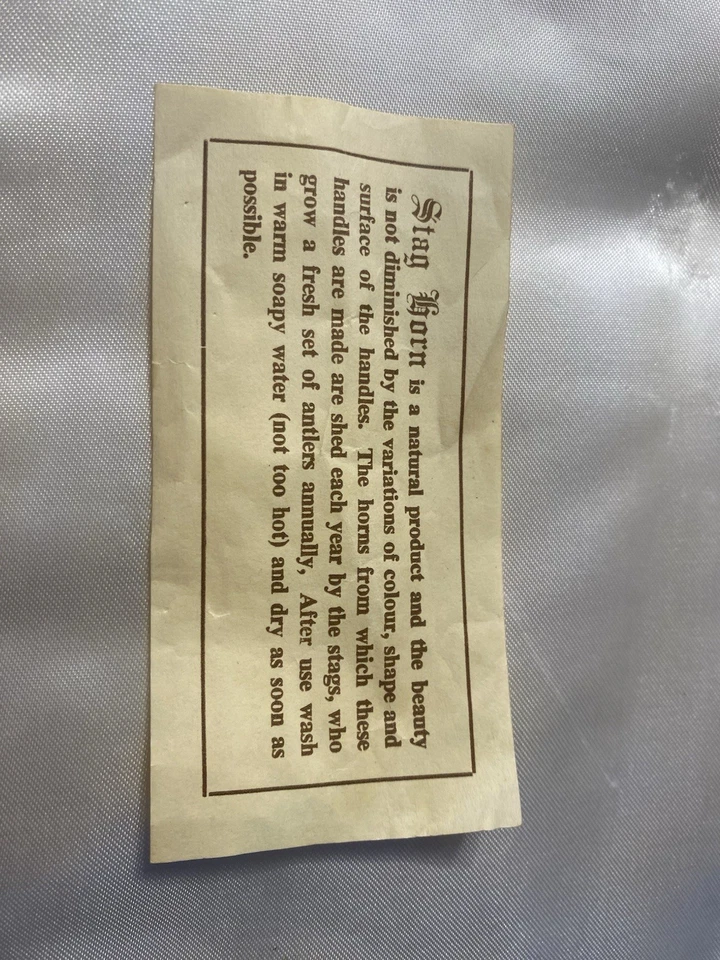 Stag Horn is a natural product and the beauty
is not diminished by the variations of colour, shape and
surface of the handles. The horns from which these
handles are made are shed each year by the stags, who
grow a fresh set of antlers annually, After use wash
in warm soapy water (not too hot) and dry as soon as
possible.